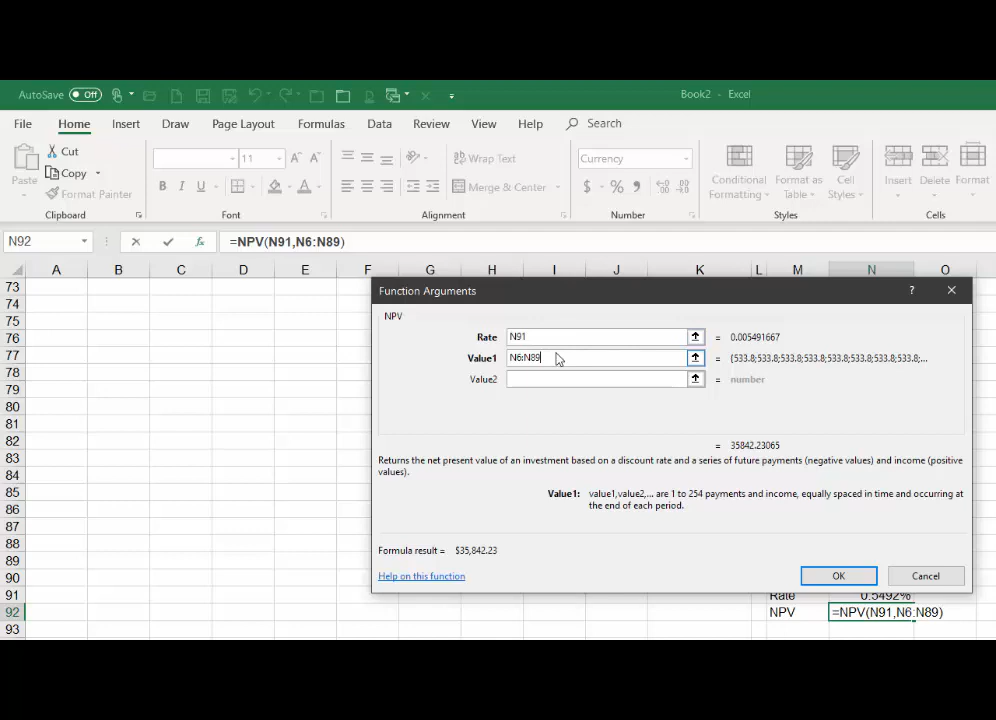 AutoSave Off Book2 - Excel
File Home Insert Draw Page Layout Formulas Data Review View Help Search
Paste Cut Copy Format Painter
11 A A
B I U A
Wrap Text
Merge & Center
Currency
$ % 9
Conditional Formatting
Format as Table
Cell Styles
Insert Delete Format
Clipboard Font Alignment Number Styles Cells
N92 fx =NPV(N91,N6:N89)
A B C D E F G H I J K L M N O
73
74
75
76
77
78
79
80
81
82
83
84
85
86
87
88
89
90
91
92
93
Function Arguments ? ×
NPV
Rate N91 = 0.005491667
Value1 N6:N89 = {533.8;533.8;533.8;533.8;533.8;533.8;533.8;533.8;...
Value2 = number
= 35842.23065
Returns the net present value of an investment based on a discount rate and a series of future payments (negative values) and income (positive
values).
Value1: value1,value2,... are 1 to 254 payments and income, equally spaced in time and occurring at
the end of each period.
Formula result = $35,842.23
Help on this function OK Cancel
Rate 0.5492%
NPV =NPV(N91,N6:N89)